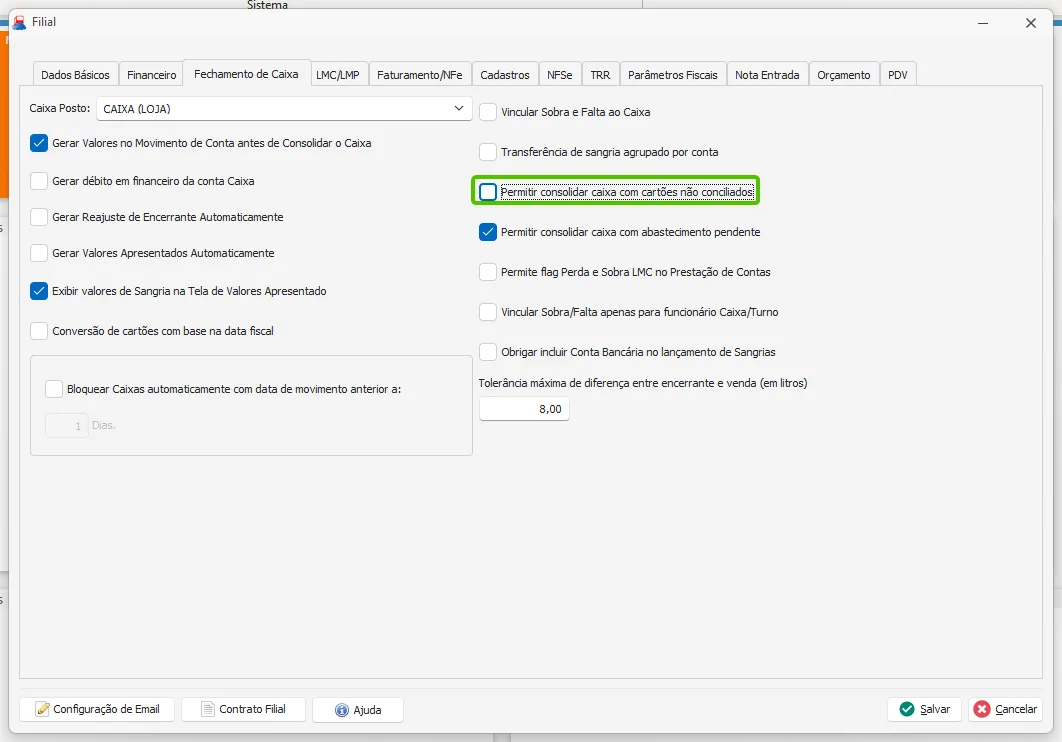 Sistema
Filial
Dados Básicos
Financeiro
Fechamento de Caixa
LMC/LMP
Faturamento/NFe
Cadastros
NFSe
TRR
Parâmetros Fiscais
Nota Entrada
Orçamento
PDV
Caixa Posto:
CAIXA (LOJA)
Gerar Valores no Movimento de Conta antes de Consolidar o Caixa
Gerar débito em financeiro da conta Caixa
Gerar Reajuste de Encerrante Automaticamente
Gerar Valores Apresentados Automaticamente
Exibir valores de Sangria na Tela de Valores Apresentado
Conversão de cartões com base na data fiscal
Bloquear Caixas automaticamente com data de movimento anterior a:
1 Dias.
Vincular Sobra e Falta ao Caixa
Transferência de sangria agrupado por conta
Permitir consolidar caixa com cartões não conciliados
Permitir consolidar caixa com abastecimento pendente
Permite flag Perda e Sobra LMC no Prestação de Contas
Vincular Sobra/Falta apenas para funcionário Caixa/Turno
Obrigar incluir Conta Bancária no lançamento de Sangrias
Tolerância máxima de diferença entre encerrante e venda (em litros)
8,00
Configuração de Email
Contrato Filial
Ajuda
Salvar
Cancelar